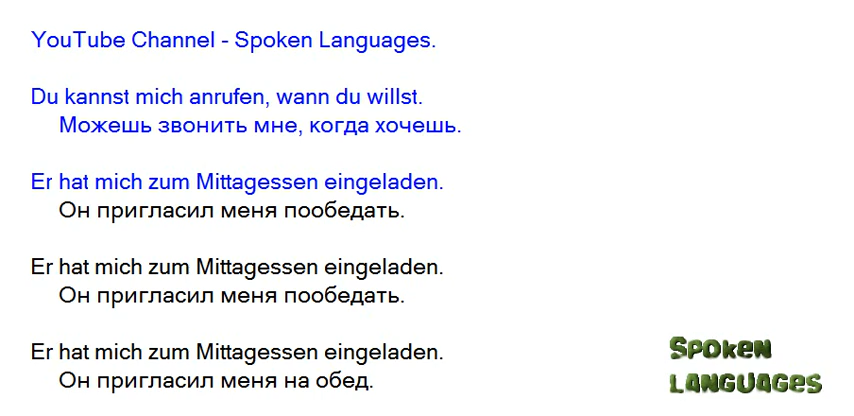 YouTube Channel - Spoken Languages.
Du kannst mich anrufen, wann du willst.
Можешь звонить мне, когда хочешь.
Er hat mich zum Mittagessen eingeladen.
Он пригласил меня пообедать.
Er hat mich zum Mittagessen eingeladen.
Он пригласил меня пообедать.
Er hat mich zum Mittagessen eingeladen.
Он пригласил меня на обед.
Spoken
Languages